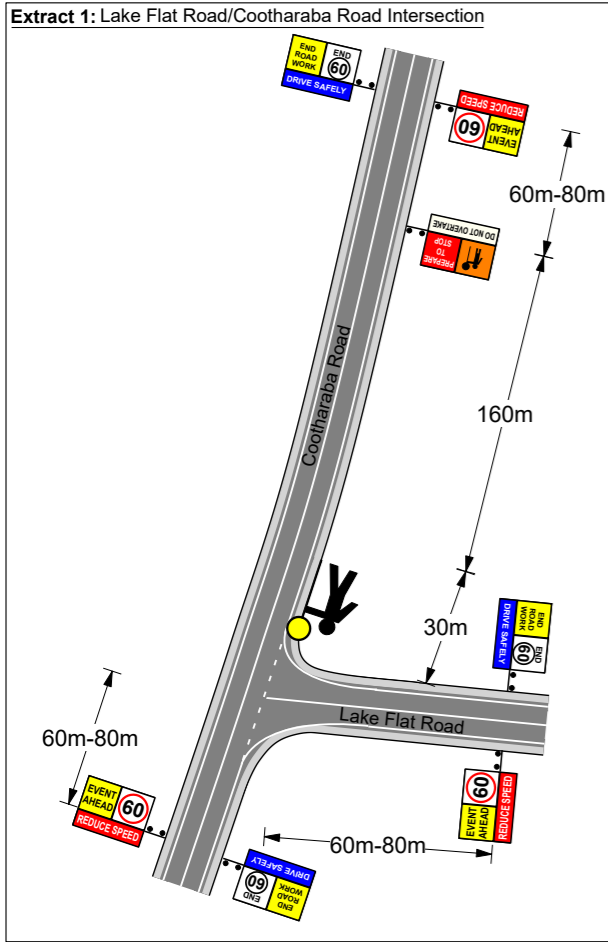 Extract 1: Lake Flat Road/Cootharaba Road Intersection
END
ROAD
WORK
END
60
DRIVE SAFELY
REDUCE SPEED
60
EVENT
AHEAD
60m-80m
DO NOT OVERTAKE
PREPARE
TO
STOP
Cootharaba Road
160m
30m
DRIVE SAFELY
END
ROAD
WORK
END
60
Lake Flat Road
60m-80m
EVENT
AHEAD
60
REDUCE SPEED
60
EVENT
AHEAD
REDUCE SPEED
60m-80m
DRIVE SAFELY
END
60
END
ROAD
WORK